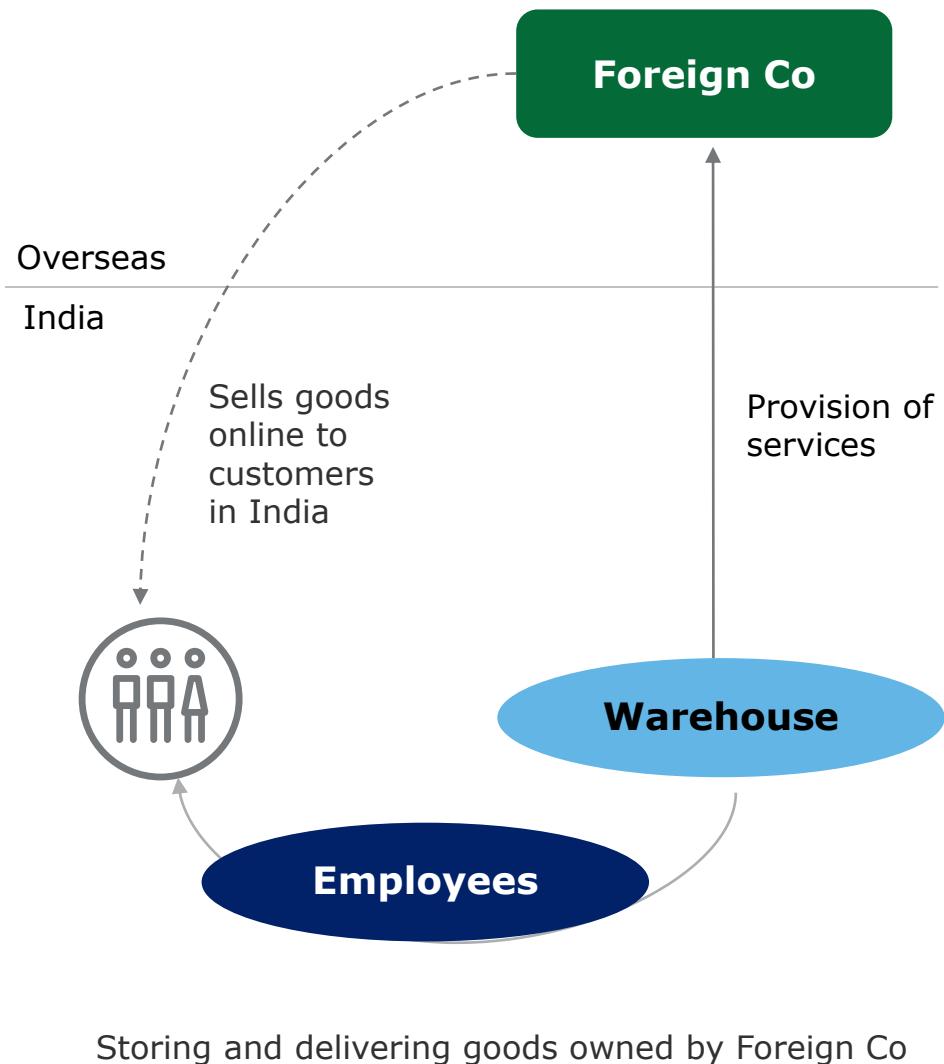 Foreign Co
Overseas
India
Sells goods
online to
customers
in India
Provision of
services
Warehouse
Employees
Storing and delivering goods owned by Foreign Co